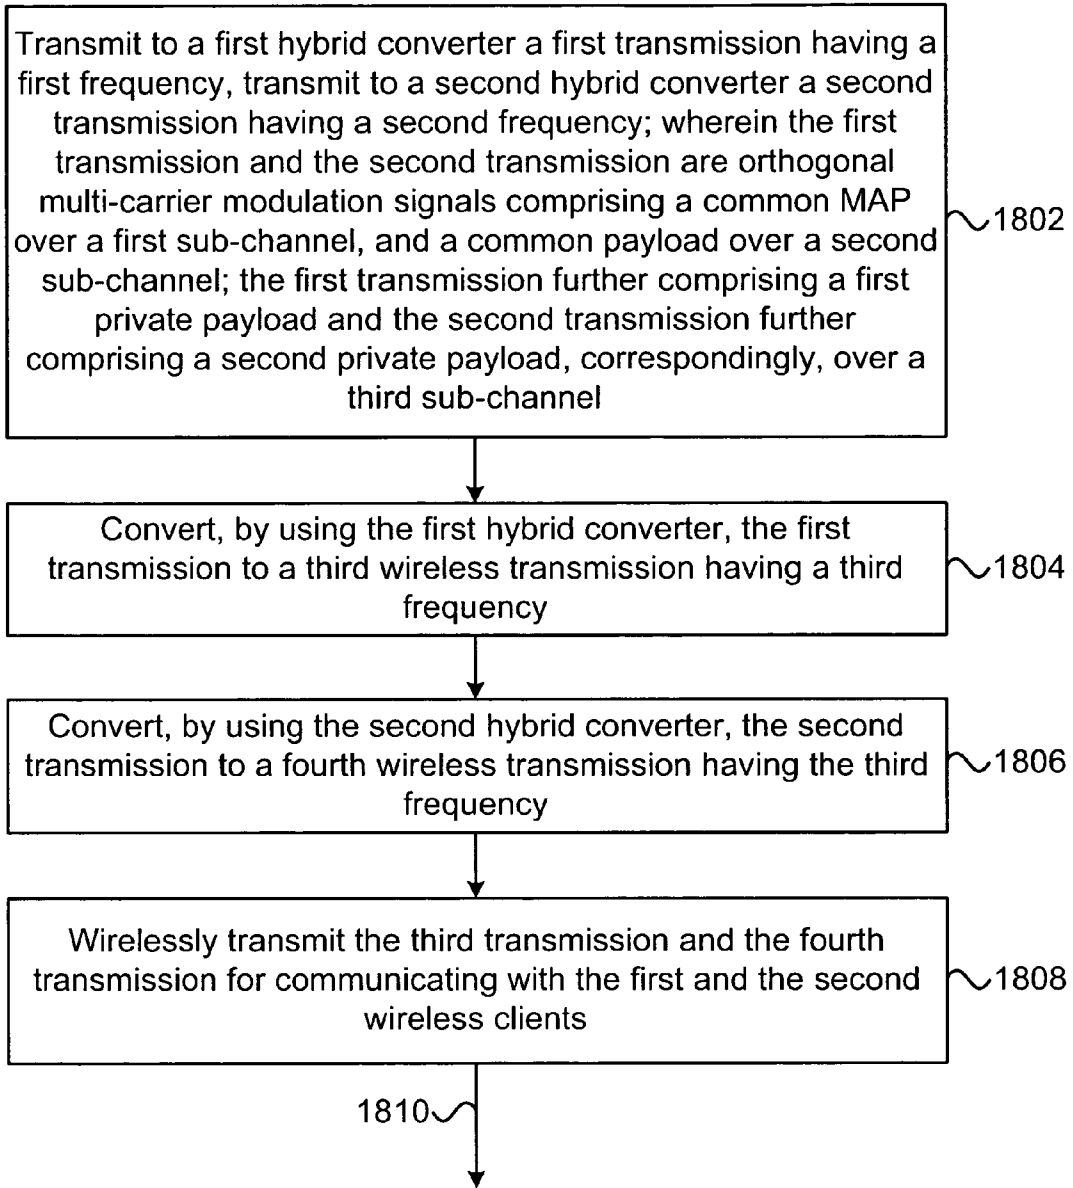 Transmit to a first hybrid converter a first transmission having a
first frequency, transmit to a second hybrid converter a second
transmission having a second frequency; wherein the first
transmission and the second transmission are orthogonal
multi-carrier modulation signals comprising a common MAP
over a first sub-channel, and a common payload over a second
sub-channel; the first transmission further comprising a first
private payload and the second transmission further
comprising a second private payload, correspondingly, over a
third sub-channel
1802
Convert, by using the first hybrid converter, the first
transmission to a third wireless transmission having a third
frequency
1804
Convert, by using the second hybrid converter, the second
transmission to a fourth wireless transmission having the third
frequency
1806
Wirelessly transmit the third transmission and the fourth
transmission for communicating with the first and the second
wireless clients
1808
1810